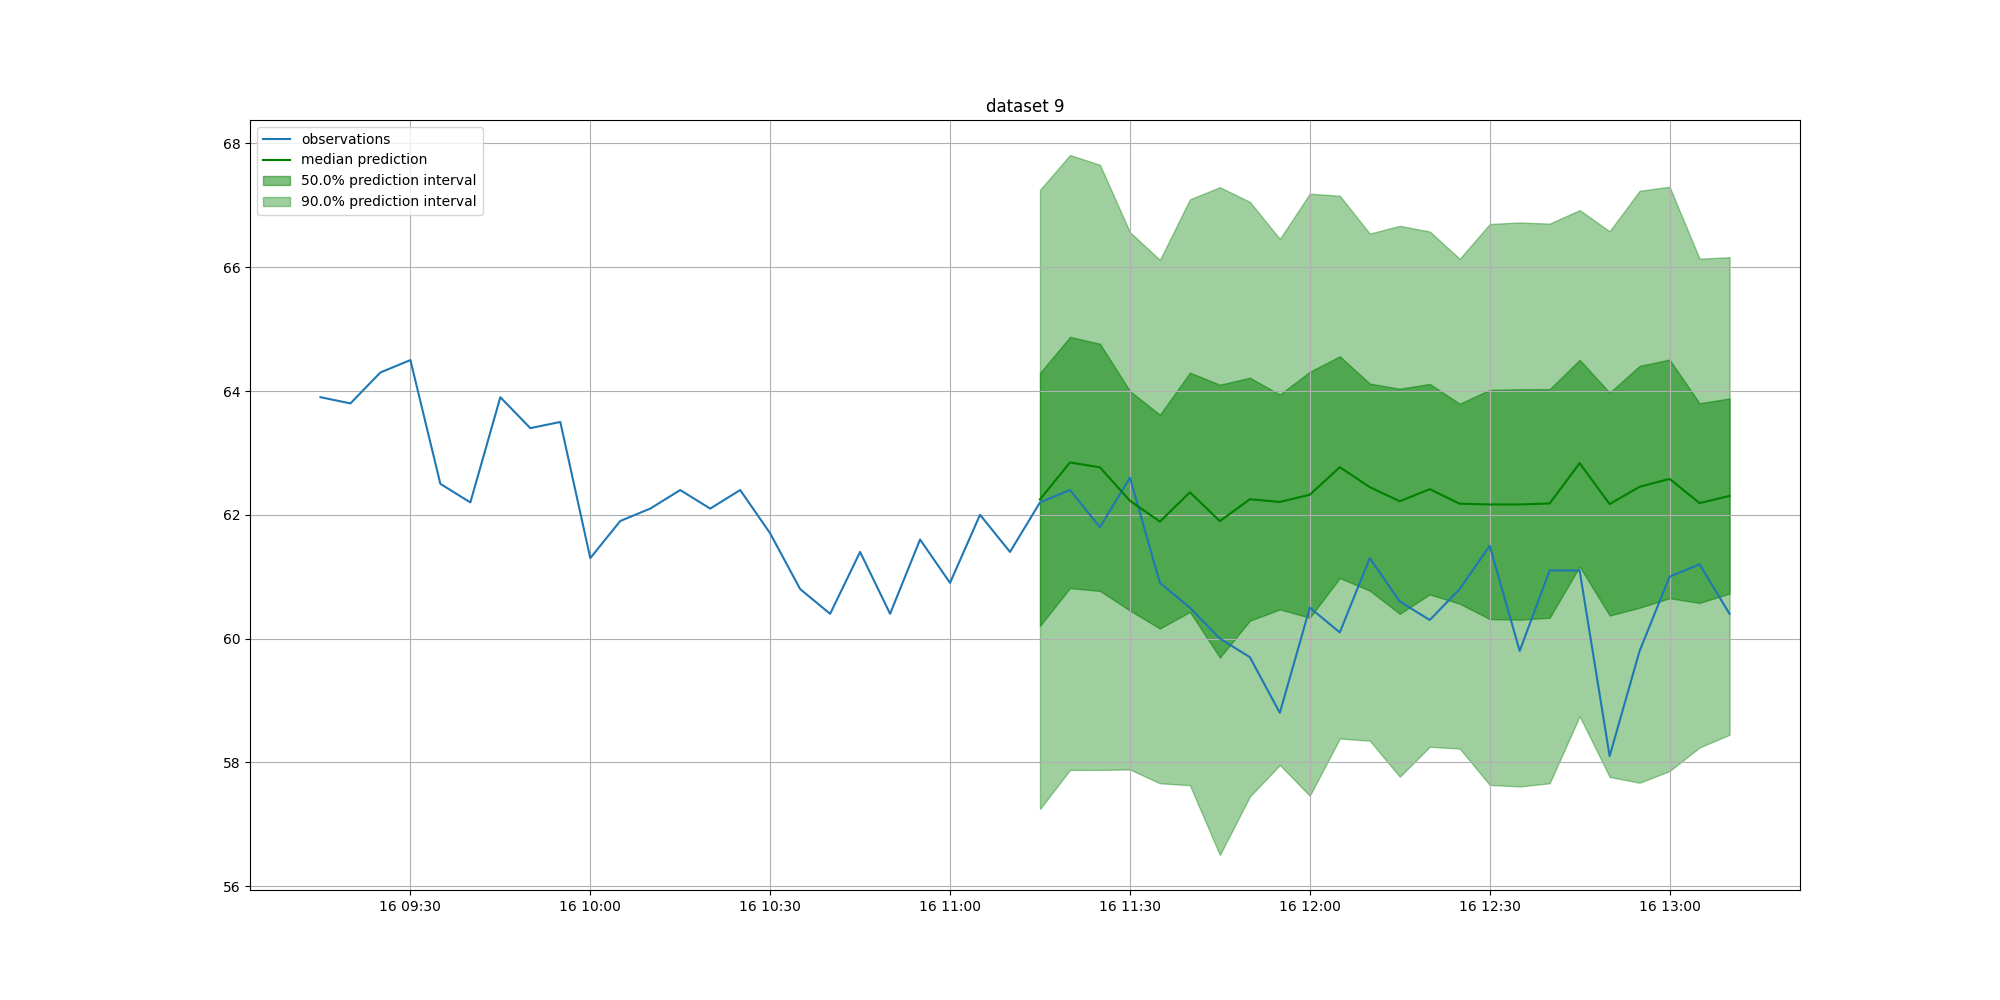 dataset 9
observations
median prediction
50.0% prediction interval
90.0% prediction interval
68
66
64
62
60
58
56
16 09:30 16 10:00 16 10:30 16 11:00 16 11:30 16 12:00 16 12:30 16 13:00